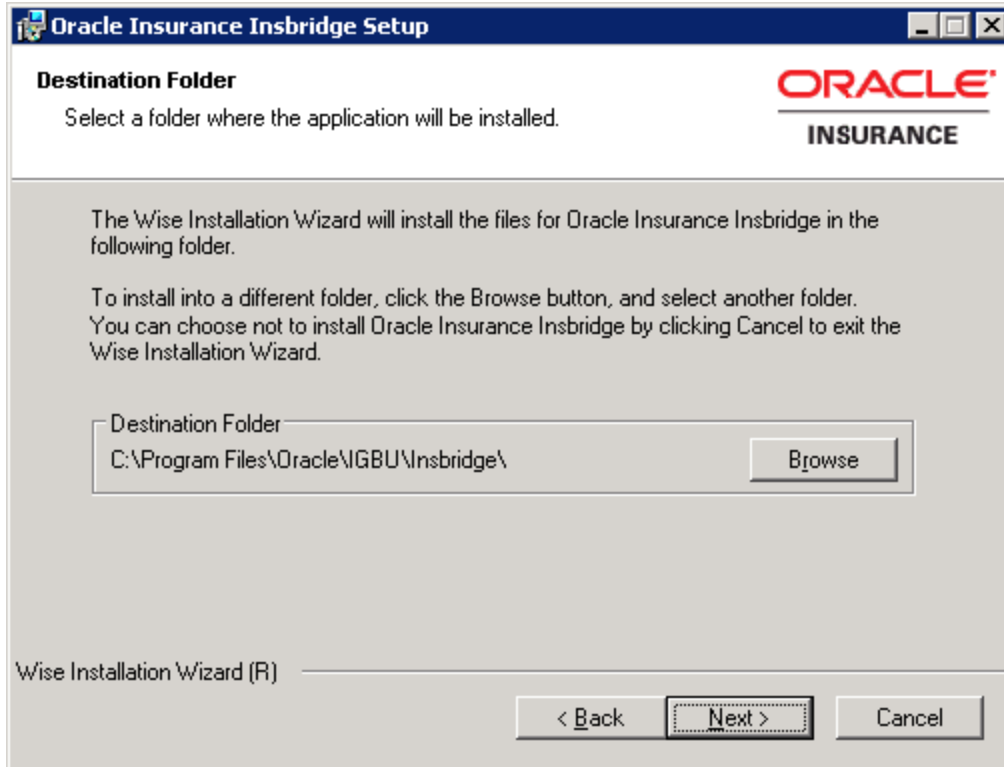 Oracle Insurance Insbridge Setup
Destination Folder
Select a folder where the application will be installed.
ORACLE
INSURANCE
The Wise Installation Wizard will install the files for Oracle Insurance Insbridge in the
following folder.
To install into a different folder, click the Browse button, and select another folder.
You can choose not to install Oracle Insurance Insbridge by clicking Cancel to exit the
Wise Installation Wizard.
Destination Folder
C:\Program Files\Oracle\IGBU\Insbridge\
Browse
Wise Installation Wizard (R)
< Back
Next >
Cancel